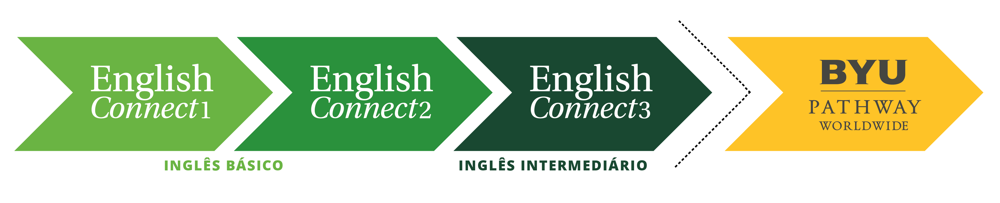 English
Connect1
English
Connect2
English
Connect3
BYU
PATHWAY
WORLDWIDE
INGLÊS BÁSICO
INGLÊS INTERMEDIÁRIO